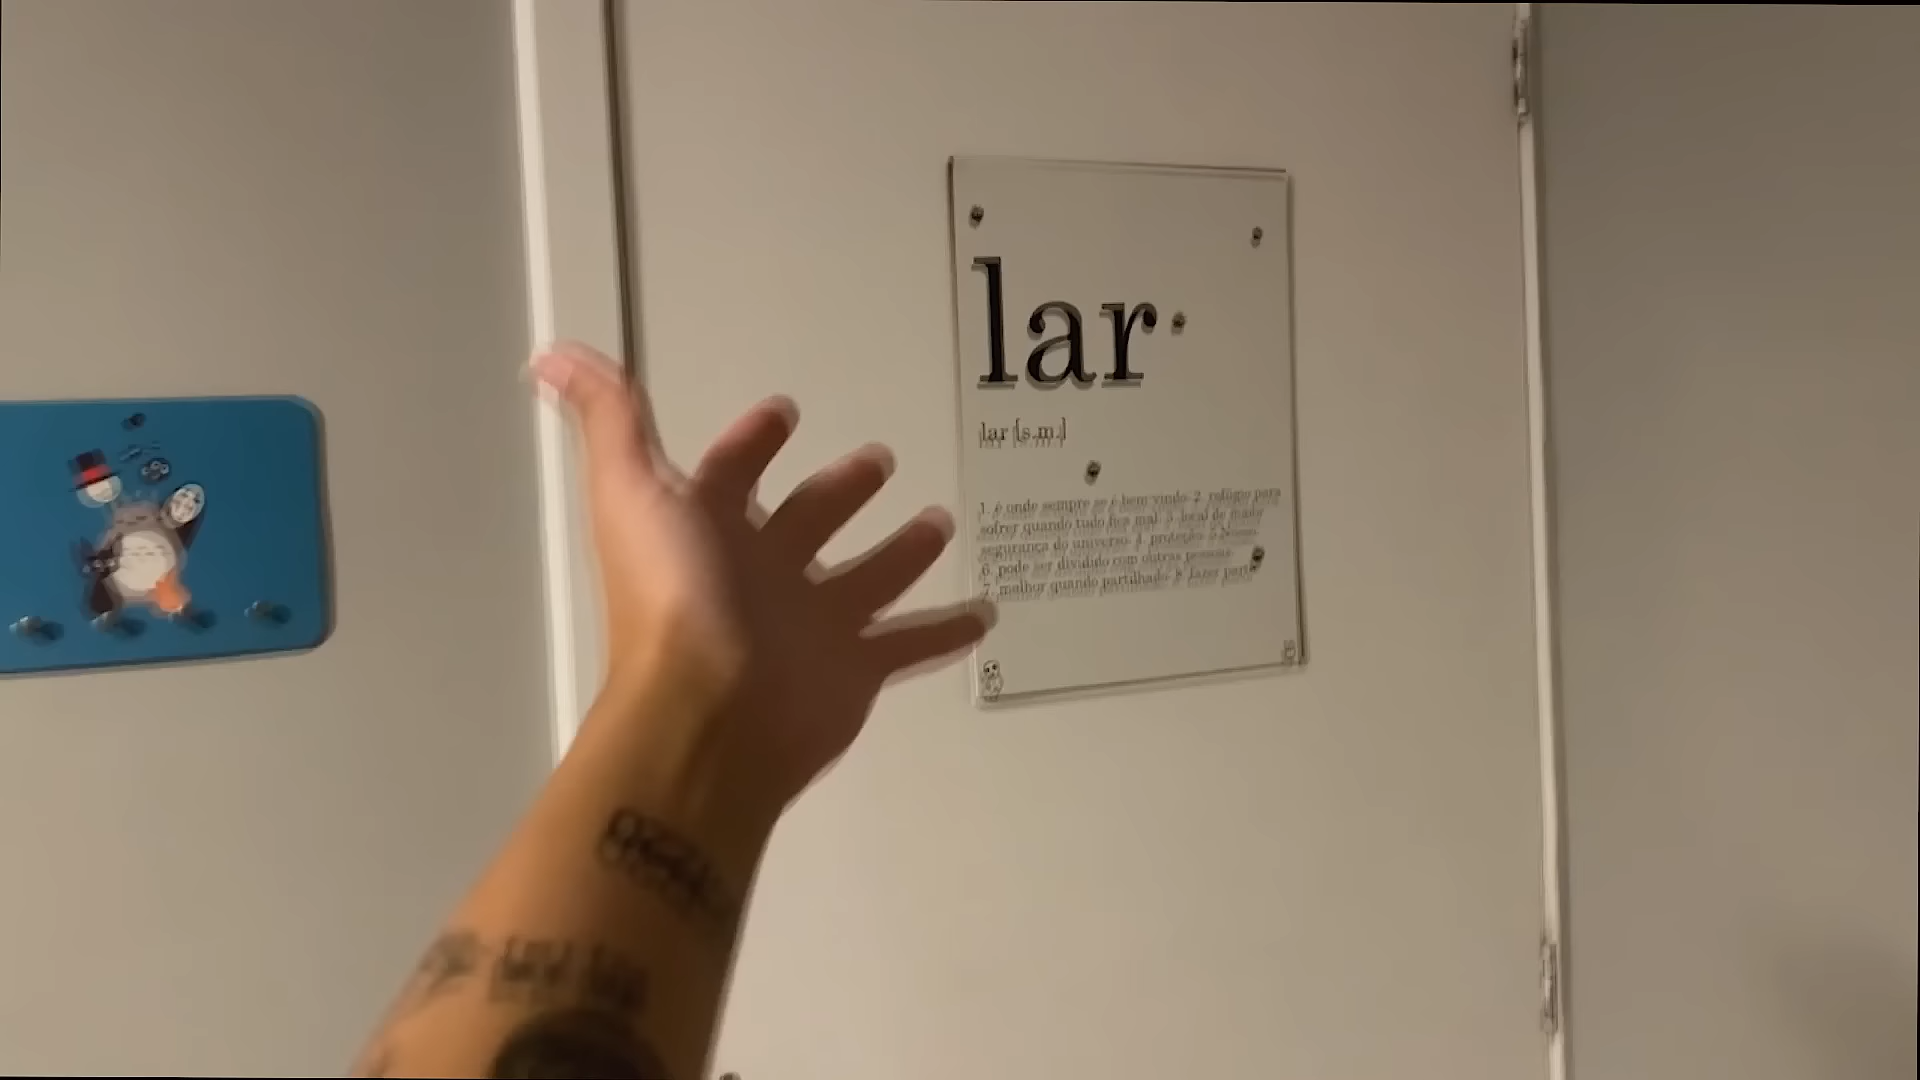 lar
lar [s.m.]
1. é onde sempre se é bem-vindo. 2. refúgio para
sofrer quando tudo fica mal. 3. local de maior
segurança do universo. 4. proteção. 5.
6. pode ser dividido com outras pessoas.
7. melhor quando partilhado. 8. fazer parte